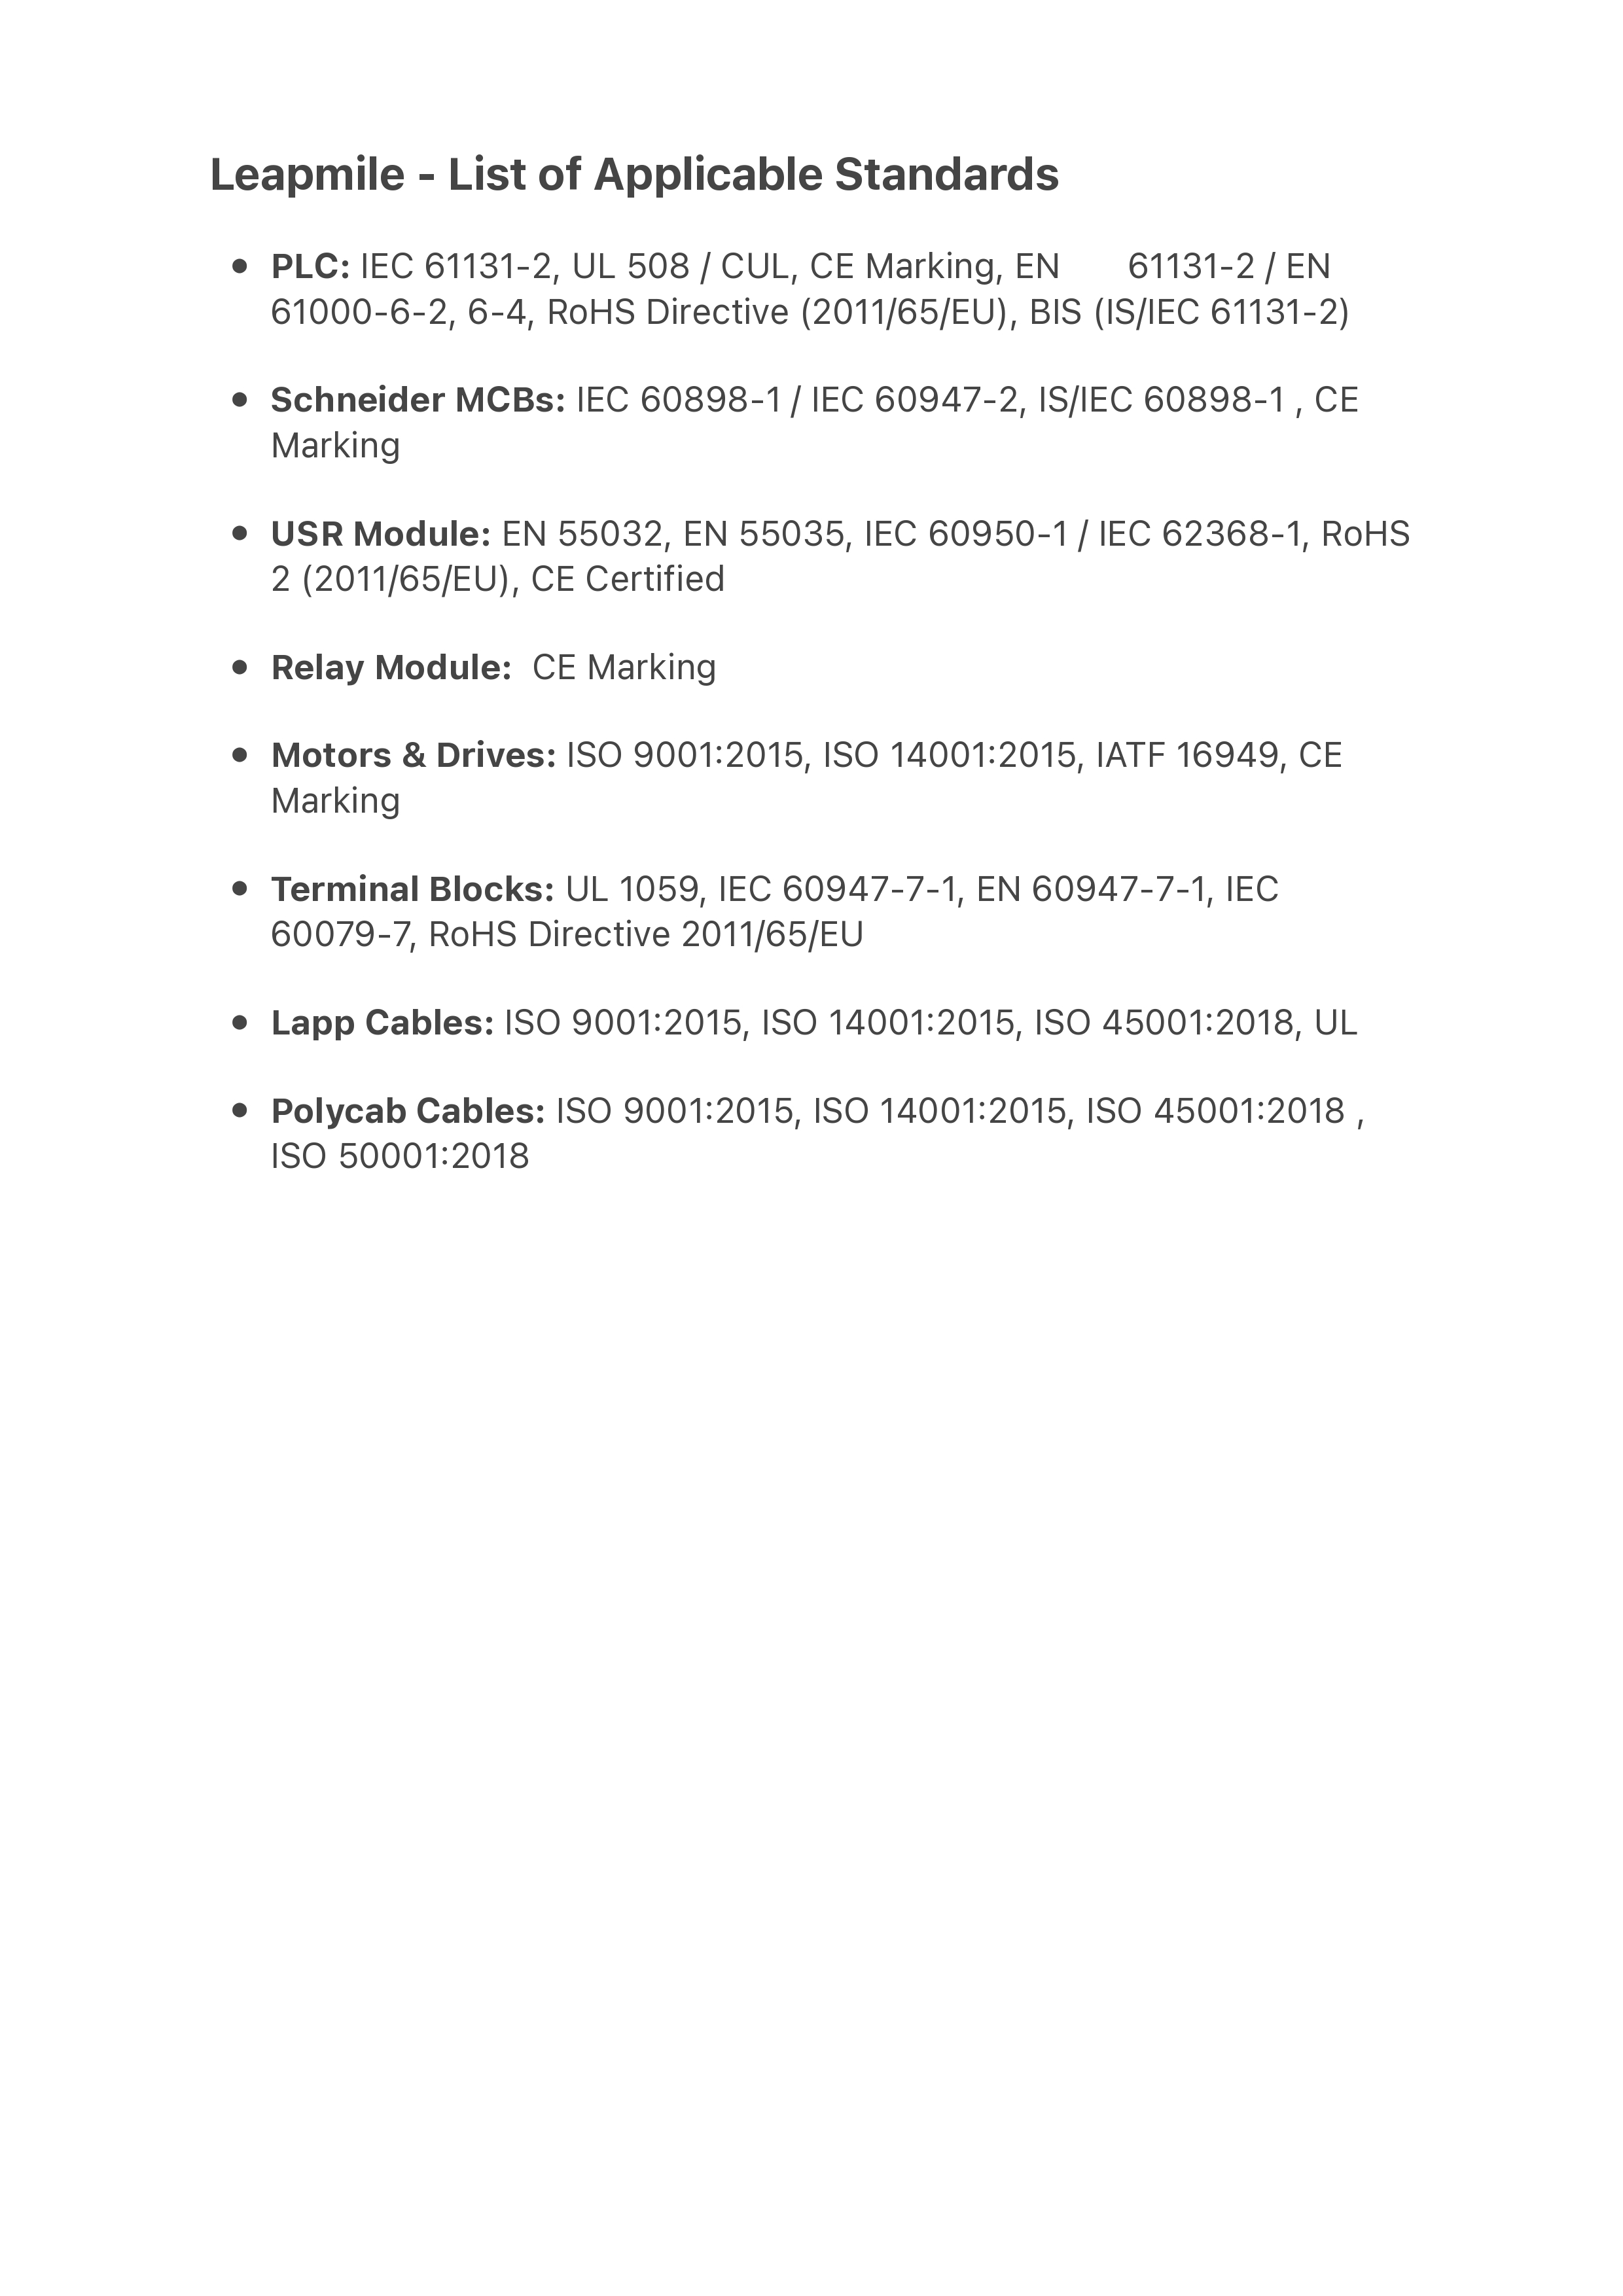 Leapmile - List of Applicable Standards
● PLC: IEC 61131-2, UL 508 / CUL, CE Marking, EN 61131-2 / EN
61000-6-2, 6-4, RoHS Directive (2011/65/EU), BIS (IS/IEC 61131-2)
● Schneider MCBs: IEC 60898-1 / IEC 60947-2, IS/IEC 60898-1 , CE
Marking
● USR Module: EN 55032, EN 55035, IEC 60950-1 / IEC 62368-1, RoHS
2 (2011/65/EU), CE Certified
● Relay Module: CE Marking
● Motors & Drives: ISO 9001:2015, ISO 14001:2015, IATF 16949, CE
Marking
● Terminal Blocks: UL 1059, IEC 60947-7-1, EN 60947-7-1, IEC
60079-7, RoHS Directive 2011/65/EU
● Lapp Cables: ISO 9001:2015, ISO 14001:2015, ISO 45001:2018, UL
● Polycab Cables: ISO 9001:2015, ISO 14001:2015, ISO 45001:2018 ,
ISO 50001:2018